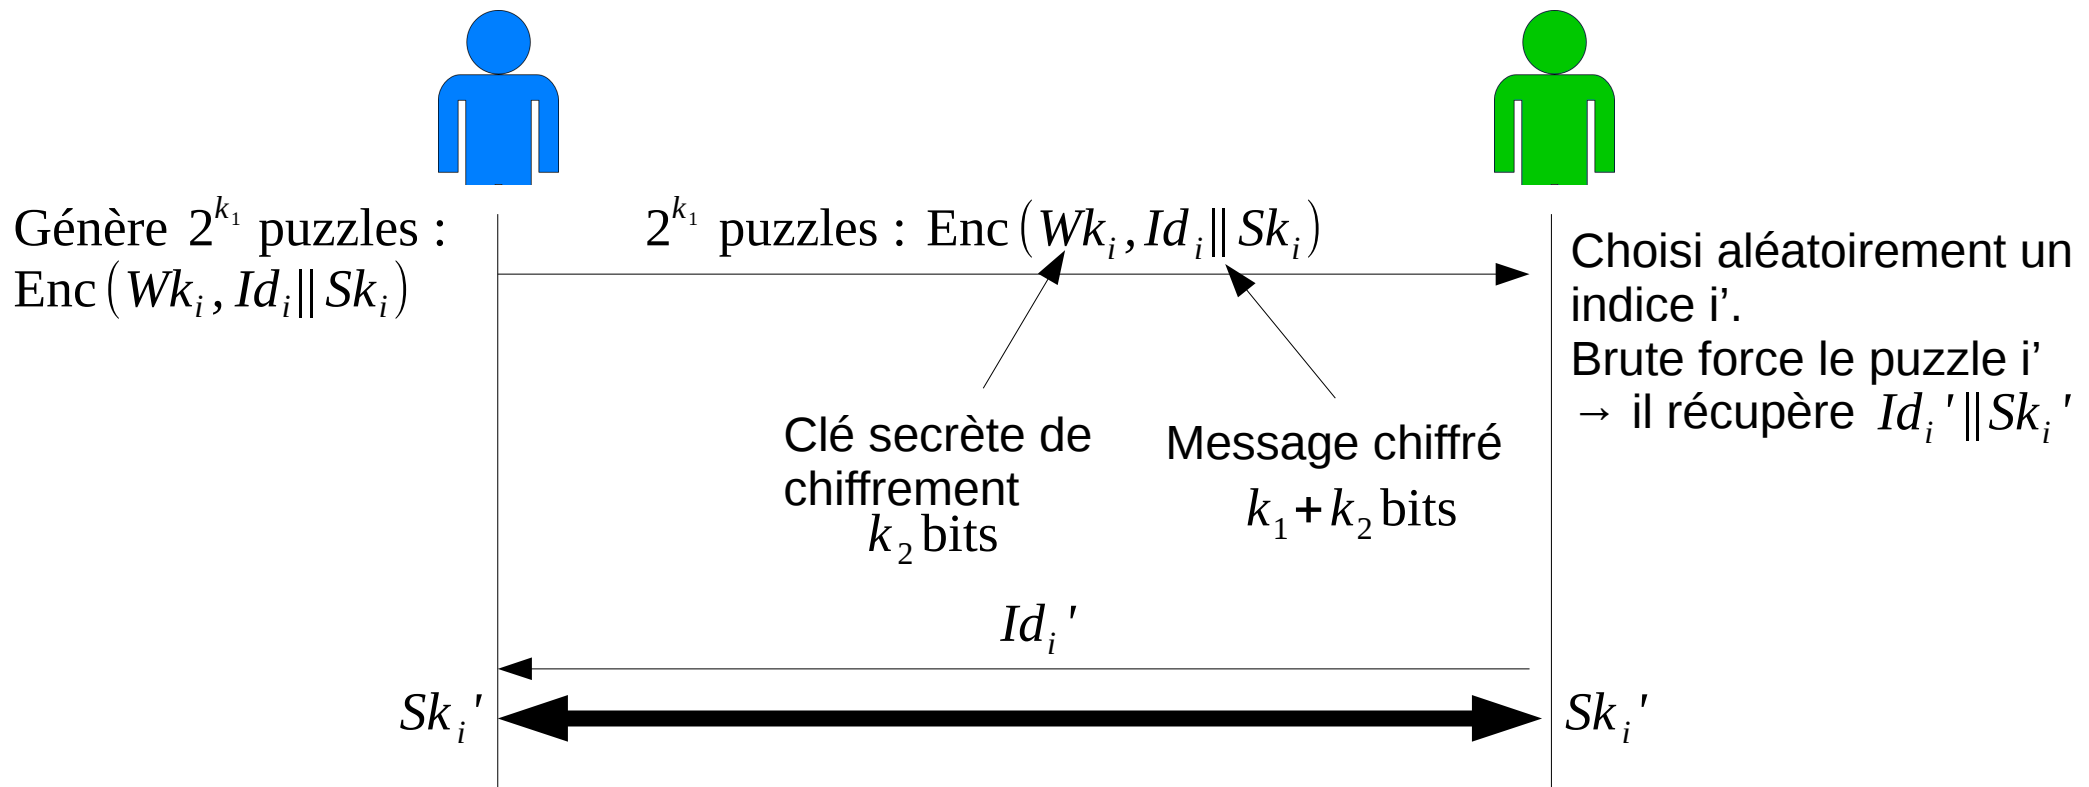 Génère 2^{k_1} puzzles :
Enc(Wk_i, Id_i||Sk_i)
2^{k_1} puzzles : Enc(Wk_i, Id_i||Sk_i)
Choisi aléatoirement un
indice i’.
Brute force le puzzle i’
→ il récupère Id_i'||Sk_i'
Clé secrète de
chiffrement
k_2 bits
Message chiffré
k_1+k_2 bits
Id_i'
Sk_i'
Sk_i'